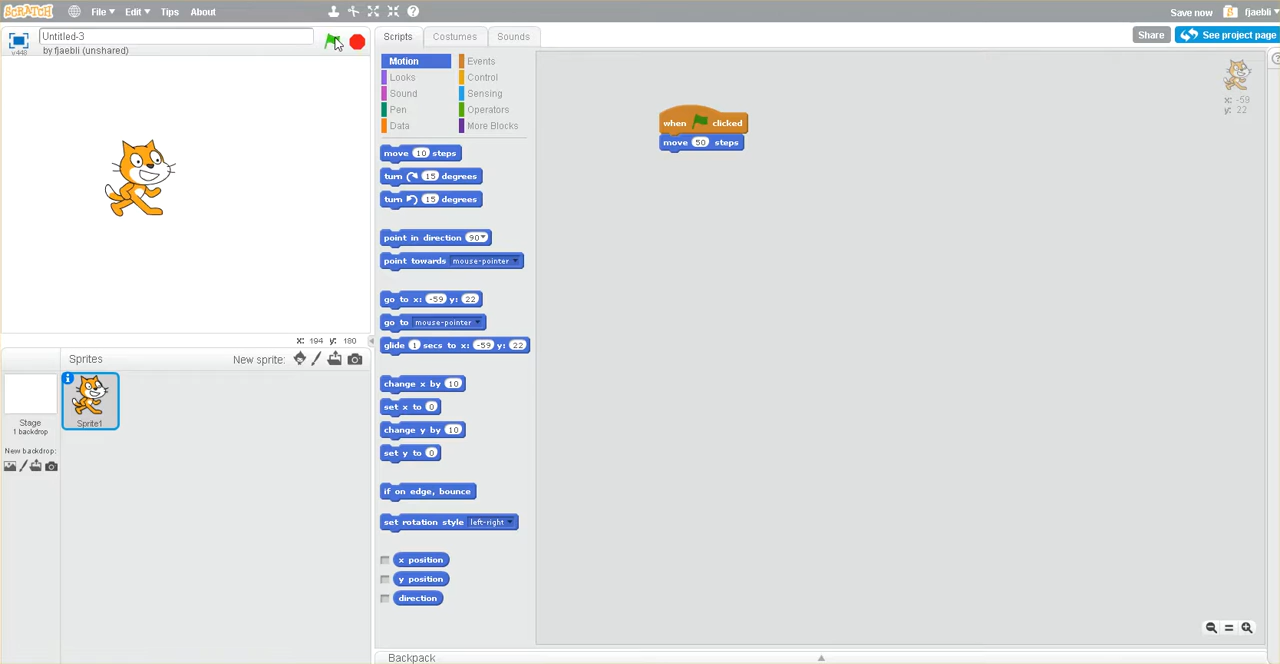 SCRATCH File Edit Tips About Save now fjaebli
Untitled-3
by fjaebli (unshared)
v448
Scripts Costumes Sounds
Share See project page
Motion Events
Looks Control
Sound Sensing
Pen Operators
Data More Blocks
move 10 steps
turn 15 degrees
turn 15 degrees
point in direction 90
point towards mouse-pointer
go to x: -59 y: 22
go to mouse-pointer
glide 1 secs to x: -59 y: 22
change x by 10
set x to 0
change y by 10
set y to 0
if on edge, bounce
set rotation style left-right
x position
y position
direction
when clicked
move 50 steps
x: -59
y: 22
x: 194 y: 180
Sprites New sprite:
Sprite1
Stage
1 backdrop
New backdrop:
Backpack